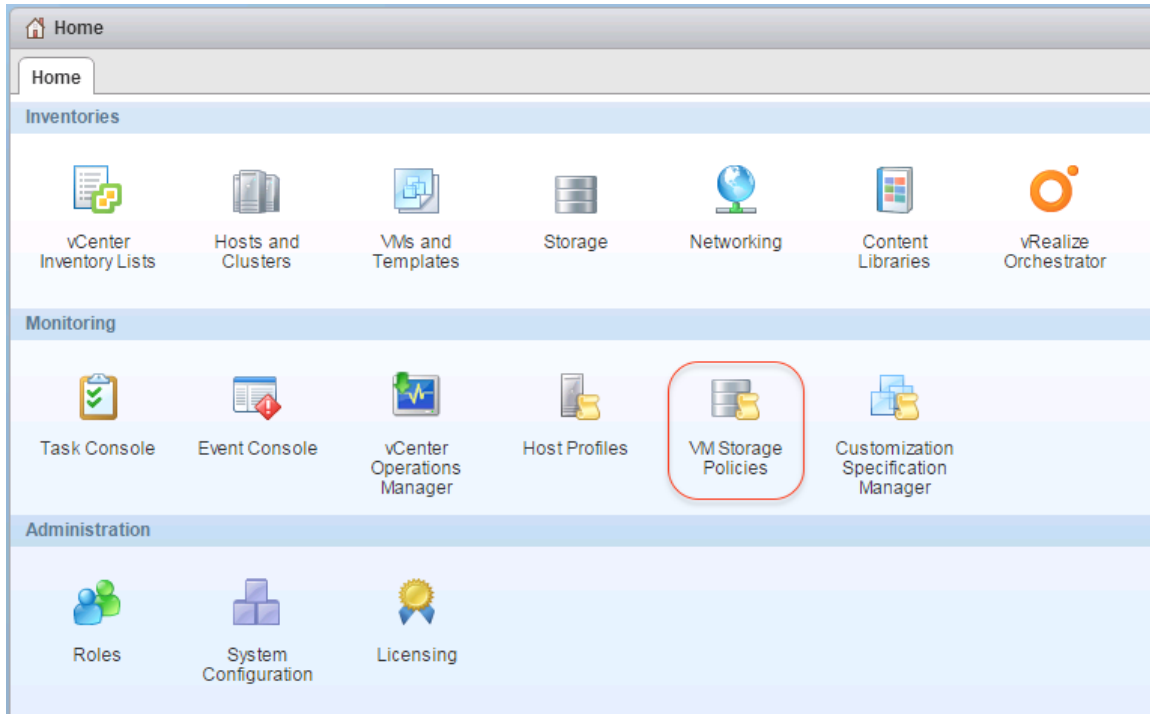 Home
Home
Inventories
vCenter
Inventory Lists
Hosts and
Clusters
VMs and
Templates
Storage
Networking
Content
Libraries
vRealize
Orchestrator
Monitoring
Task Console
Event Console
vCenter
Operations
Manager
Host Profiles
VM Storage
Policies
Customization
Specification
Manager
Administration
Roles
System
Configuration
Licensing